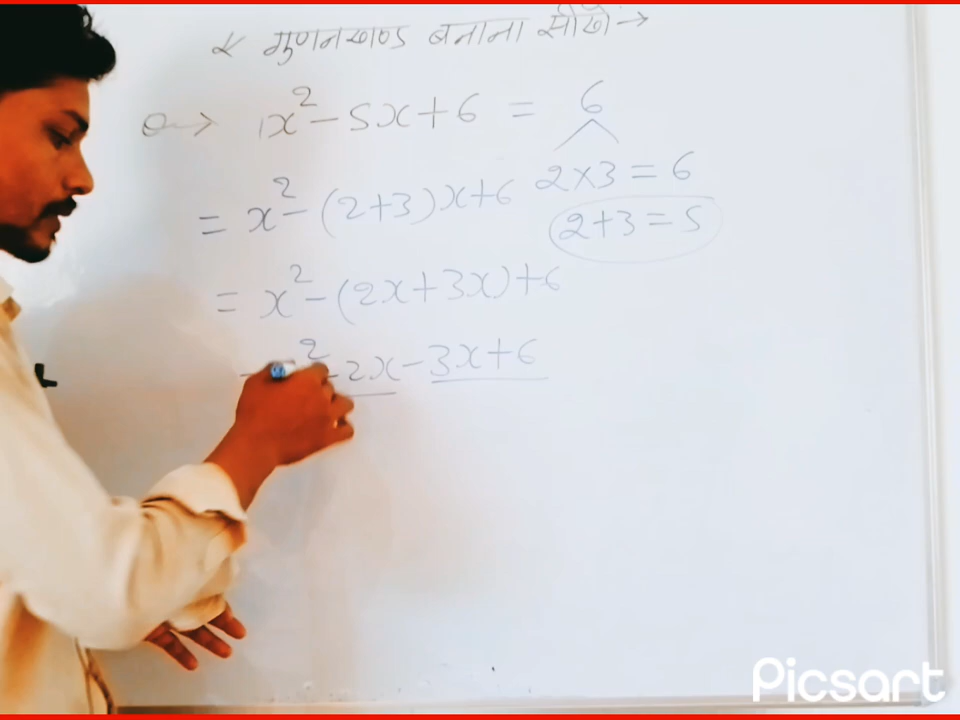 * गुणनखण्ड बनाना सीखें →
Q → x² - 5x + 6 = 6
2 × 3 = 6
= x² - (2+3)x + 6
2 + 3 = 5
= x² - (2x + 3x) + 6
² - 2x - 3x + 6
Picsart